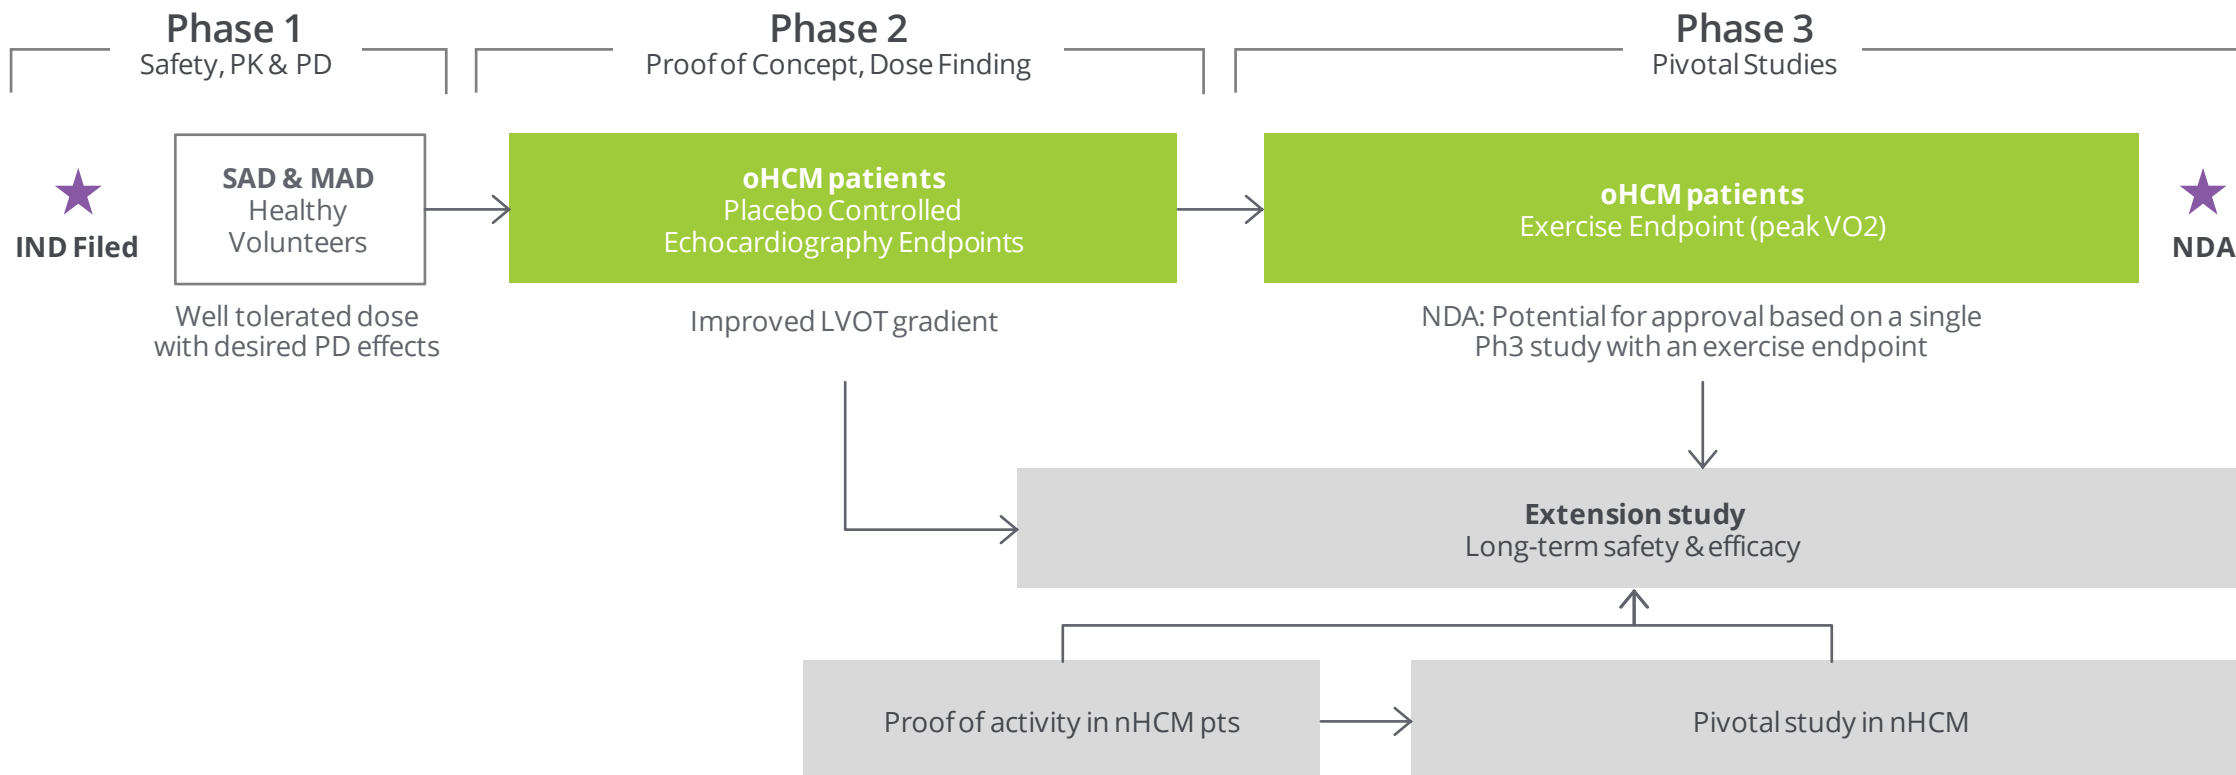 Phase 1
Safety, PK & PD
Phase 2
Proof of Concept, Dose Finding
Phase 3
Pivotal Studies
IND Filed
SAD & MAD
Healthy
Volunteers
oHCM patients
Placebo Controlled
Echocardiography Endpoints
oHCM patients
Exercise Endpoint (peak VO2)
NDA
Well tolerated dose
with desired PD effects
Improved LVOT gradient
NDA: Potential for approval based on a single
Ph3 study with an exercise endpoint
Extension study
Long-term safety & efficacy
Proof of activity in nHCM pts
Pivotal study in nHCM